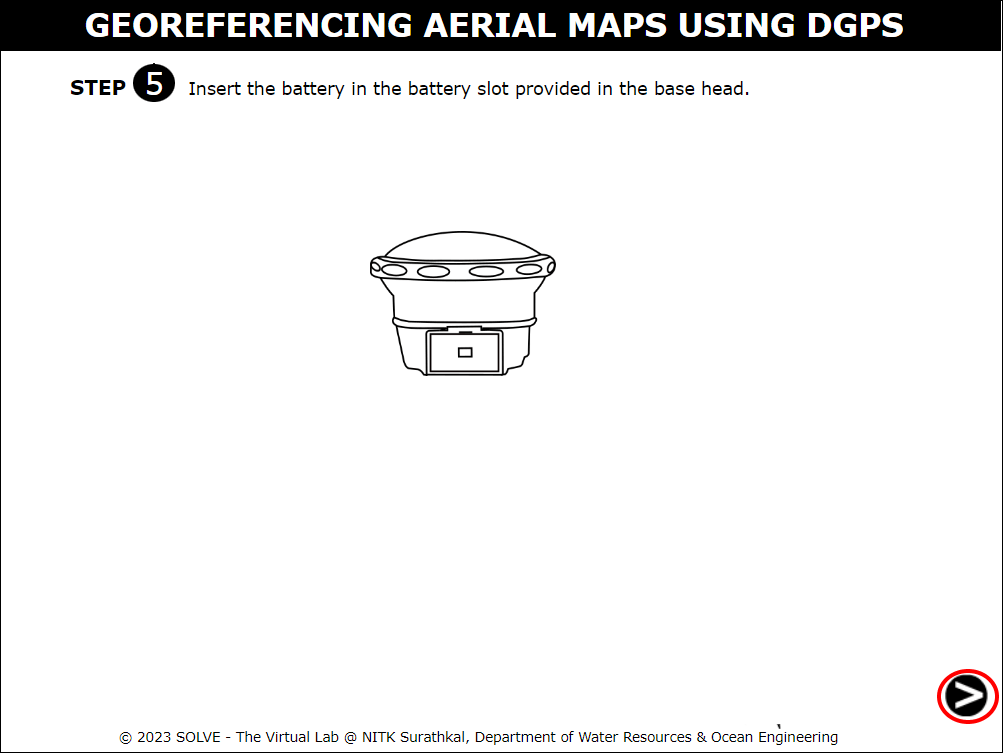 GEOREFERENCING AERIAL MAPS USING DGPS
STEP 5 Insert the battery in the battery slot provided in the base head.
© 2023 SOLVE - The Virtual Lab @ NITK Surathkal, Department of Water Resources & Ocean Engineering